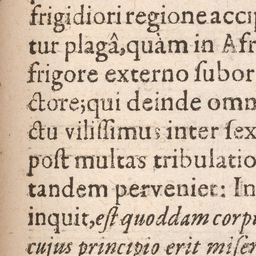 frigidiori regione accip
tur plagâ, quàm in Afr
frigore externo subor
ctore; qui deinde omn
ctu vilissimus inter sex
post multas tribulatio
tandem perveniet: In
inquit, est quoddam corp
cujus principio erit miser